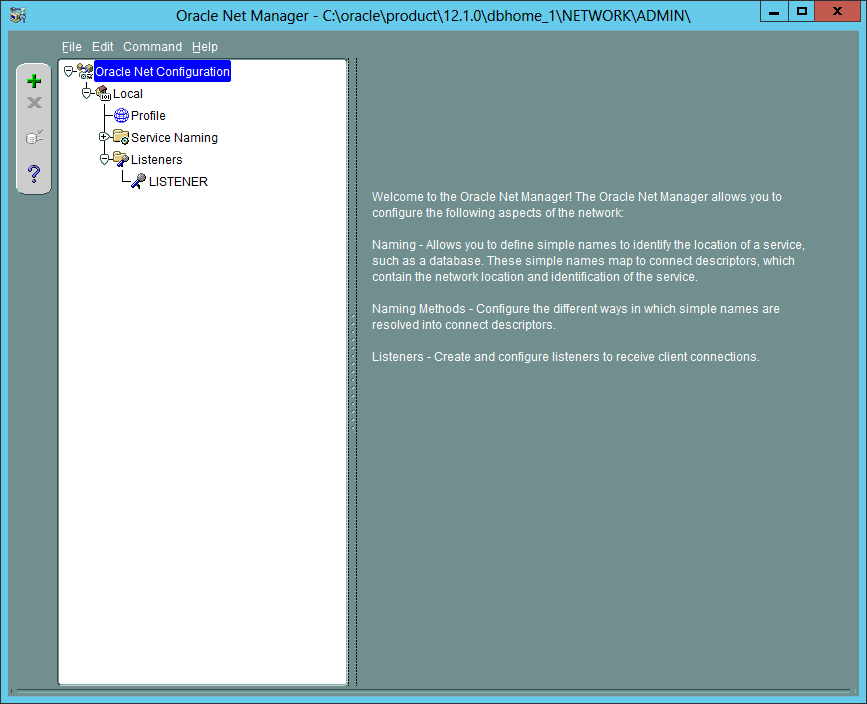 Oracle Net Manager - C:\oracle\product\12.1.0\dbhome_1\NETWORK\ADMIN\
File Edit Command Help
Oracle Net Configuration
Local
Profile
Service Naming
Listeners
LISTENER
Welcome to the Oracle Net Manager! The Oracle Net Manager allows you to
configure the following aspects of the network:
Naming - Allows you to define simple names to identify the location of a service,
such as a database. These simple names map to connect descriptors, which
contain the network location and identification of the service.
Naming Methods - Configure the different ways in which simple names are
resolved into connect descriptors.
Listeners - Create and configure listeners to receive client connections.